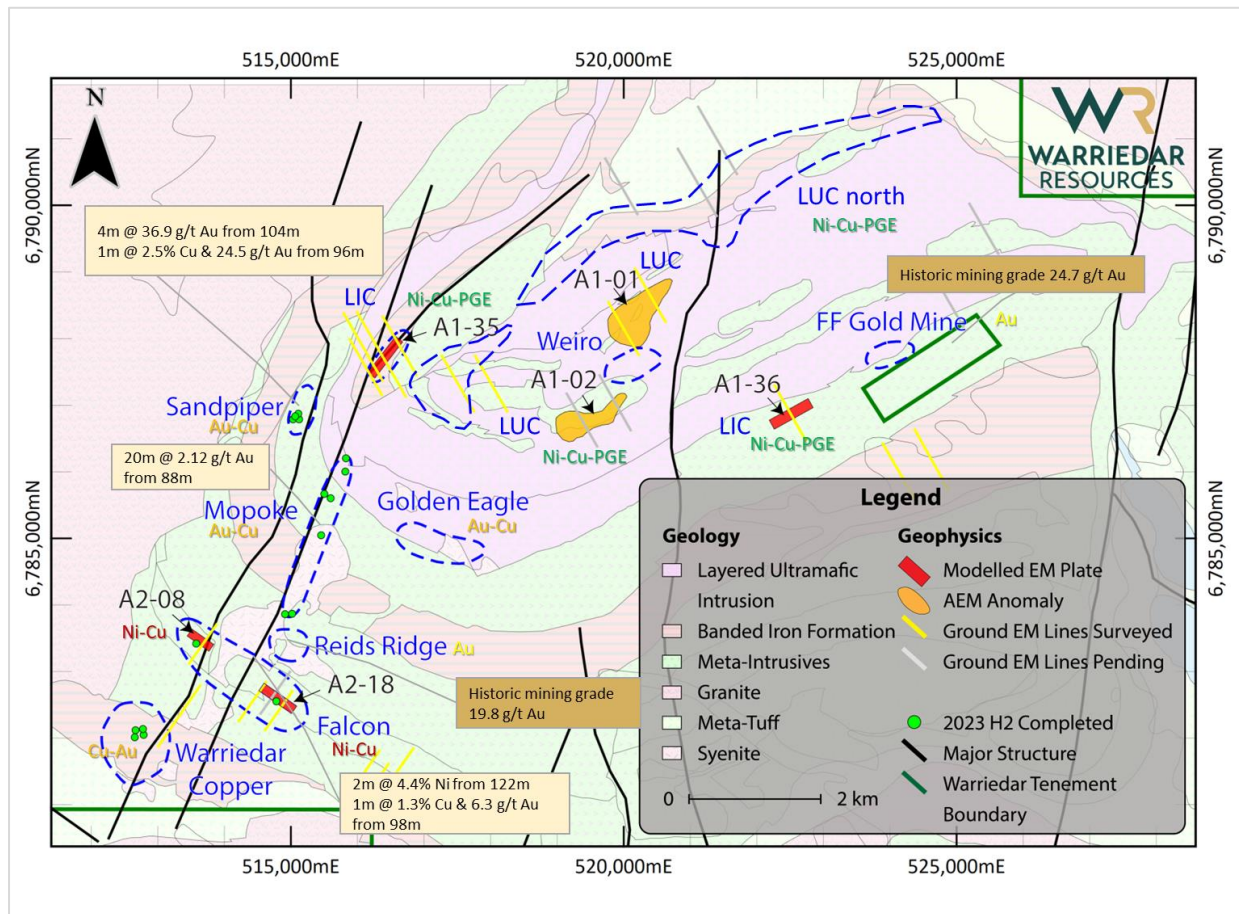 515,000mE
520,000mE
525,000mE
N
WR
WARRIEDAR
RESOURCES
6,790,000mN
6,790,000mN
LUC north
Ni-Cu-PGE
4m @ 36.9 g/t Au from 104m
1m @ 2.5% Cu & 24.5 g/t Au from 96m
LUC
A1-01
Historic mining grade 24.7 g/t Au
LIC
Ni-Cu-PGE
A1-35
Weiro
FF Gold Mine
Au
A1-02
A1-36
Sandpiper
Au-Cu
LUC
LIC
Ni-Cu-PGE
Ni-Cu-PGE
20m @ 2.12 g/t Au
from 88m
Mopoke
Au-Cu
Golden Eagle
Au-Cu
6,785,000mN
6,785,000mN
A2-08
Ni-Cu
Reids Ridge
Au
A2-18
Historic mining grade
19.8 g/t Au
Falcon
Ni-Cu
Cu-Au
Warriedar
Copper
2m @ 4.4% Ni from 122m
1m @ 1.3% Cu & 6.3 g/t Au
from 98m
Legend
Geology
Layered Ultramafic
Intrusion
Banded Iron Formation
Meta-Intrusives
Granite
Meta-Tuff
Syenite
Geophysics
Modelled EM Plate
AEM Anomaly
Ground EM Lines Surveyed
Ground EM Lines Pending
2023 H2 Completed
Major Structure
Warriedar Tenement
Boundary
0
2 km
515,000mE
520,000mE
525,000mE